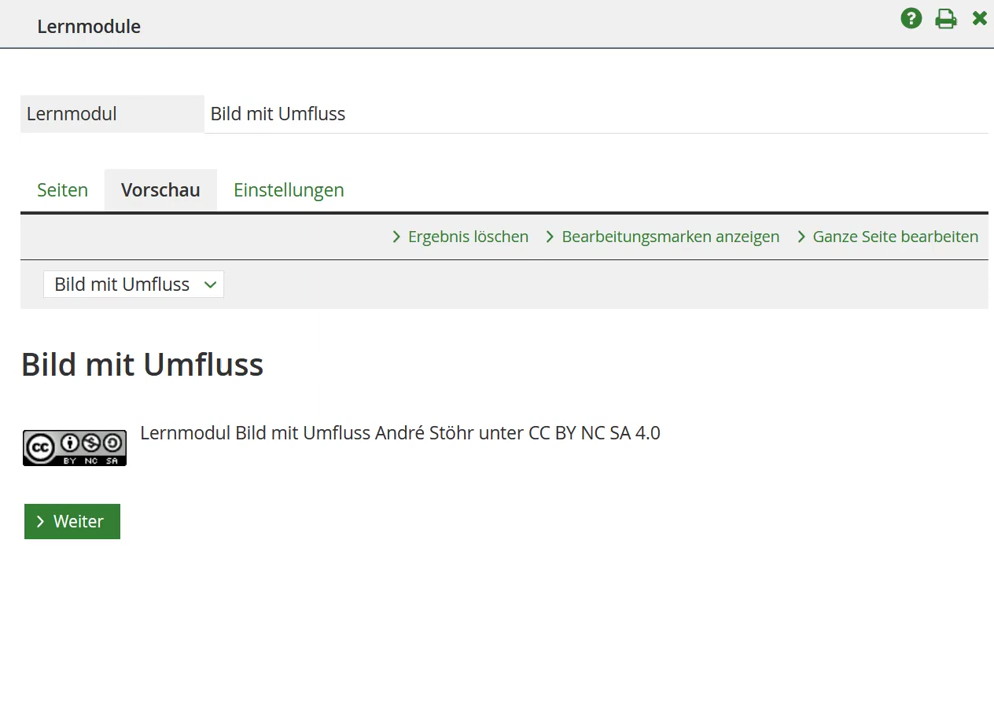 Lernmodule
Lernmodul Bild mit Umfluss
Seiten Vorschau Einstellungen
Ergebnis löschen Bearbeitungsmarken anzeigen Ganze Seite bearbeiten
Bild mit Umfluss
Bild mit Umfluss
Lernmodul Bild mit Umfluss André Stöhr unter CC BY NC SA 4.0
cc BY NC SA
Weiter